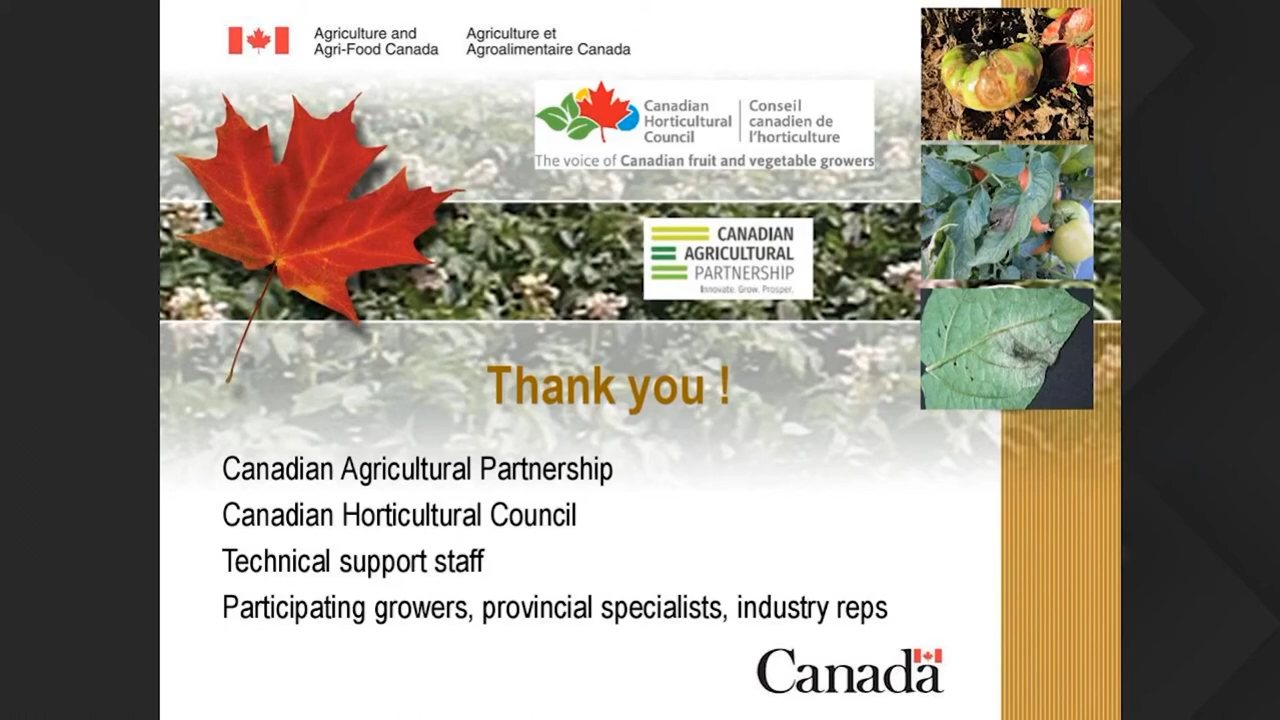 Agriculture and
Agri-Food Canada
Agriculture et
Agroalimentaire Canada
Canadian
Horticultural
Council
Conseil
canadien de
l'horticulture
The voice of Canadian fruit and vegetable growers
CANADIAN
AGRICULTURAL
PARTNERSHIP
Innovate. Grow. Prosper.
Thank you !
Canadian Agricultural Partnership
Canadian Horticultural Council
Technical support staff
Participating growers, provincial specialists, industry reps
Canada